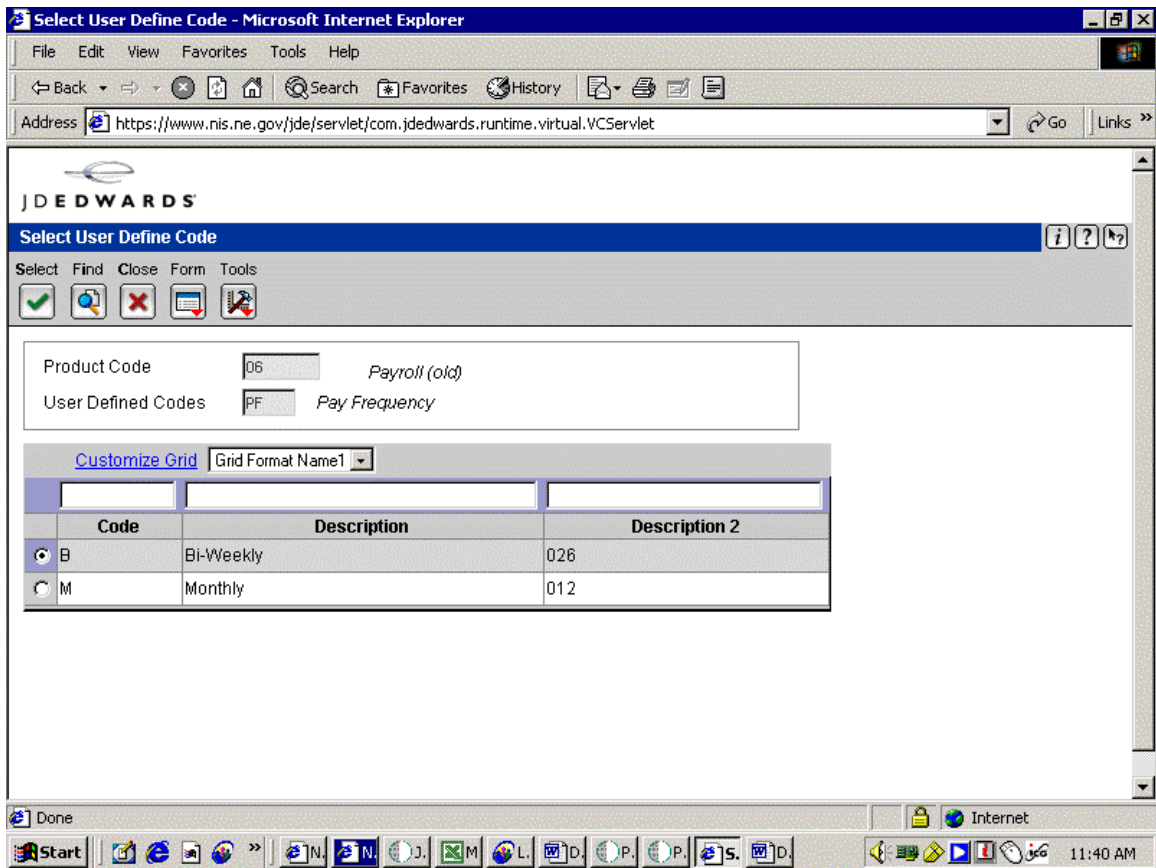 Select User Define Code - Microsoft Internet Explorer
File Edit View Favorites Tools Help
Back Search Favorites History
Address https://www.nis.ne.gov/jde/servlet/com.jdedwards.runtime.virtual.VCServlet Go Links »
JDEDWARDS
Select User Define Code i ? ?
Select Find Close Form Tools
Product Code 06 Payroll (old)
User Defined Codes PF Pay Frequency
Customize Grid Grid Format Name1
Code Description Description 2
B Bi-Weekly 026
M Monthly 012
Done Internet
Start » N. N. J. M L. D. P. P. S. D. jcg 11:40 AM